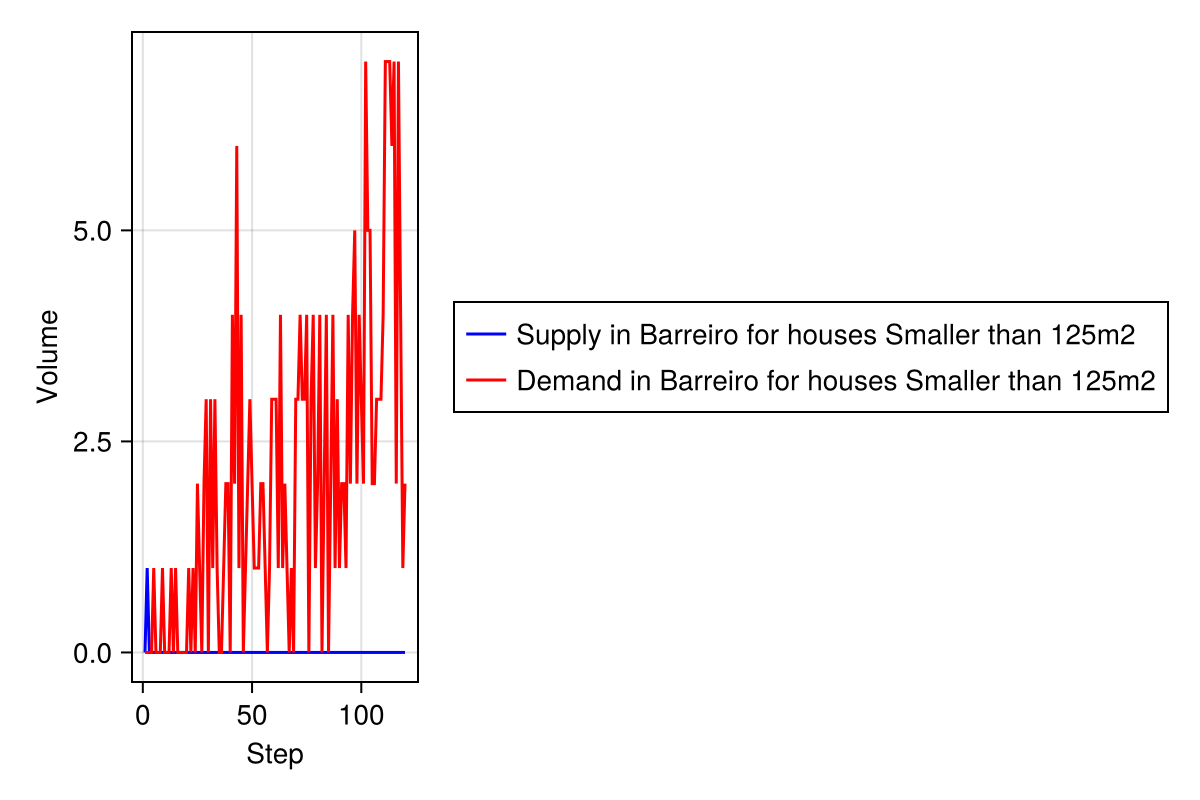 Volume
5.0
2.5
0.0
0 50 100
Step
Supply in Barreiro for houses Smaller than 125m2
Demand in Barreiro for houses Smaller than 125m2